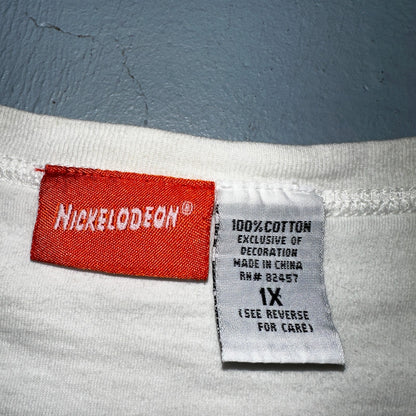 NICKELODEON®
100% COTTON
EXCLUSIVE OF
DECORATION
MADE IN CHINA
RN# 82457
1X
(SEE REVERSE
FOR CARE)